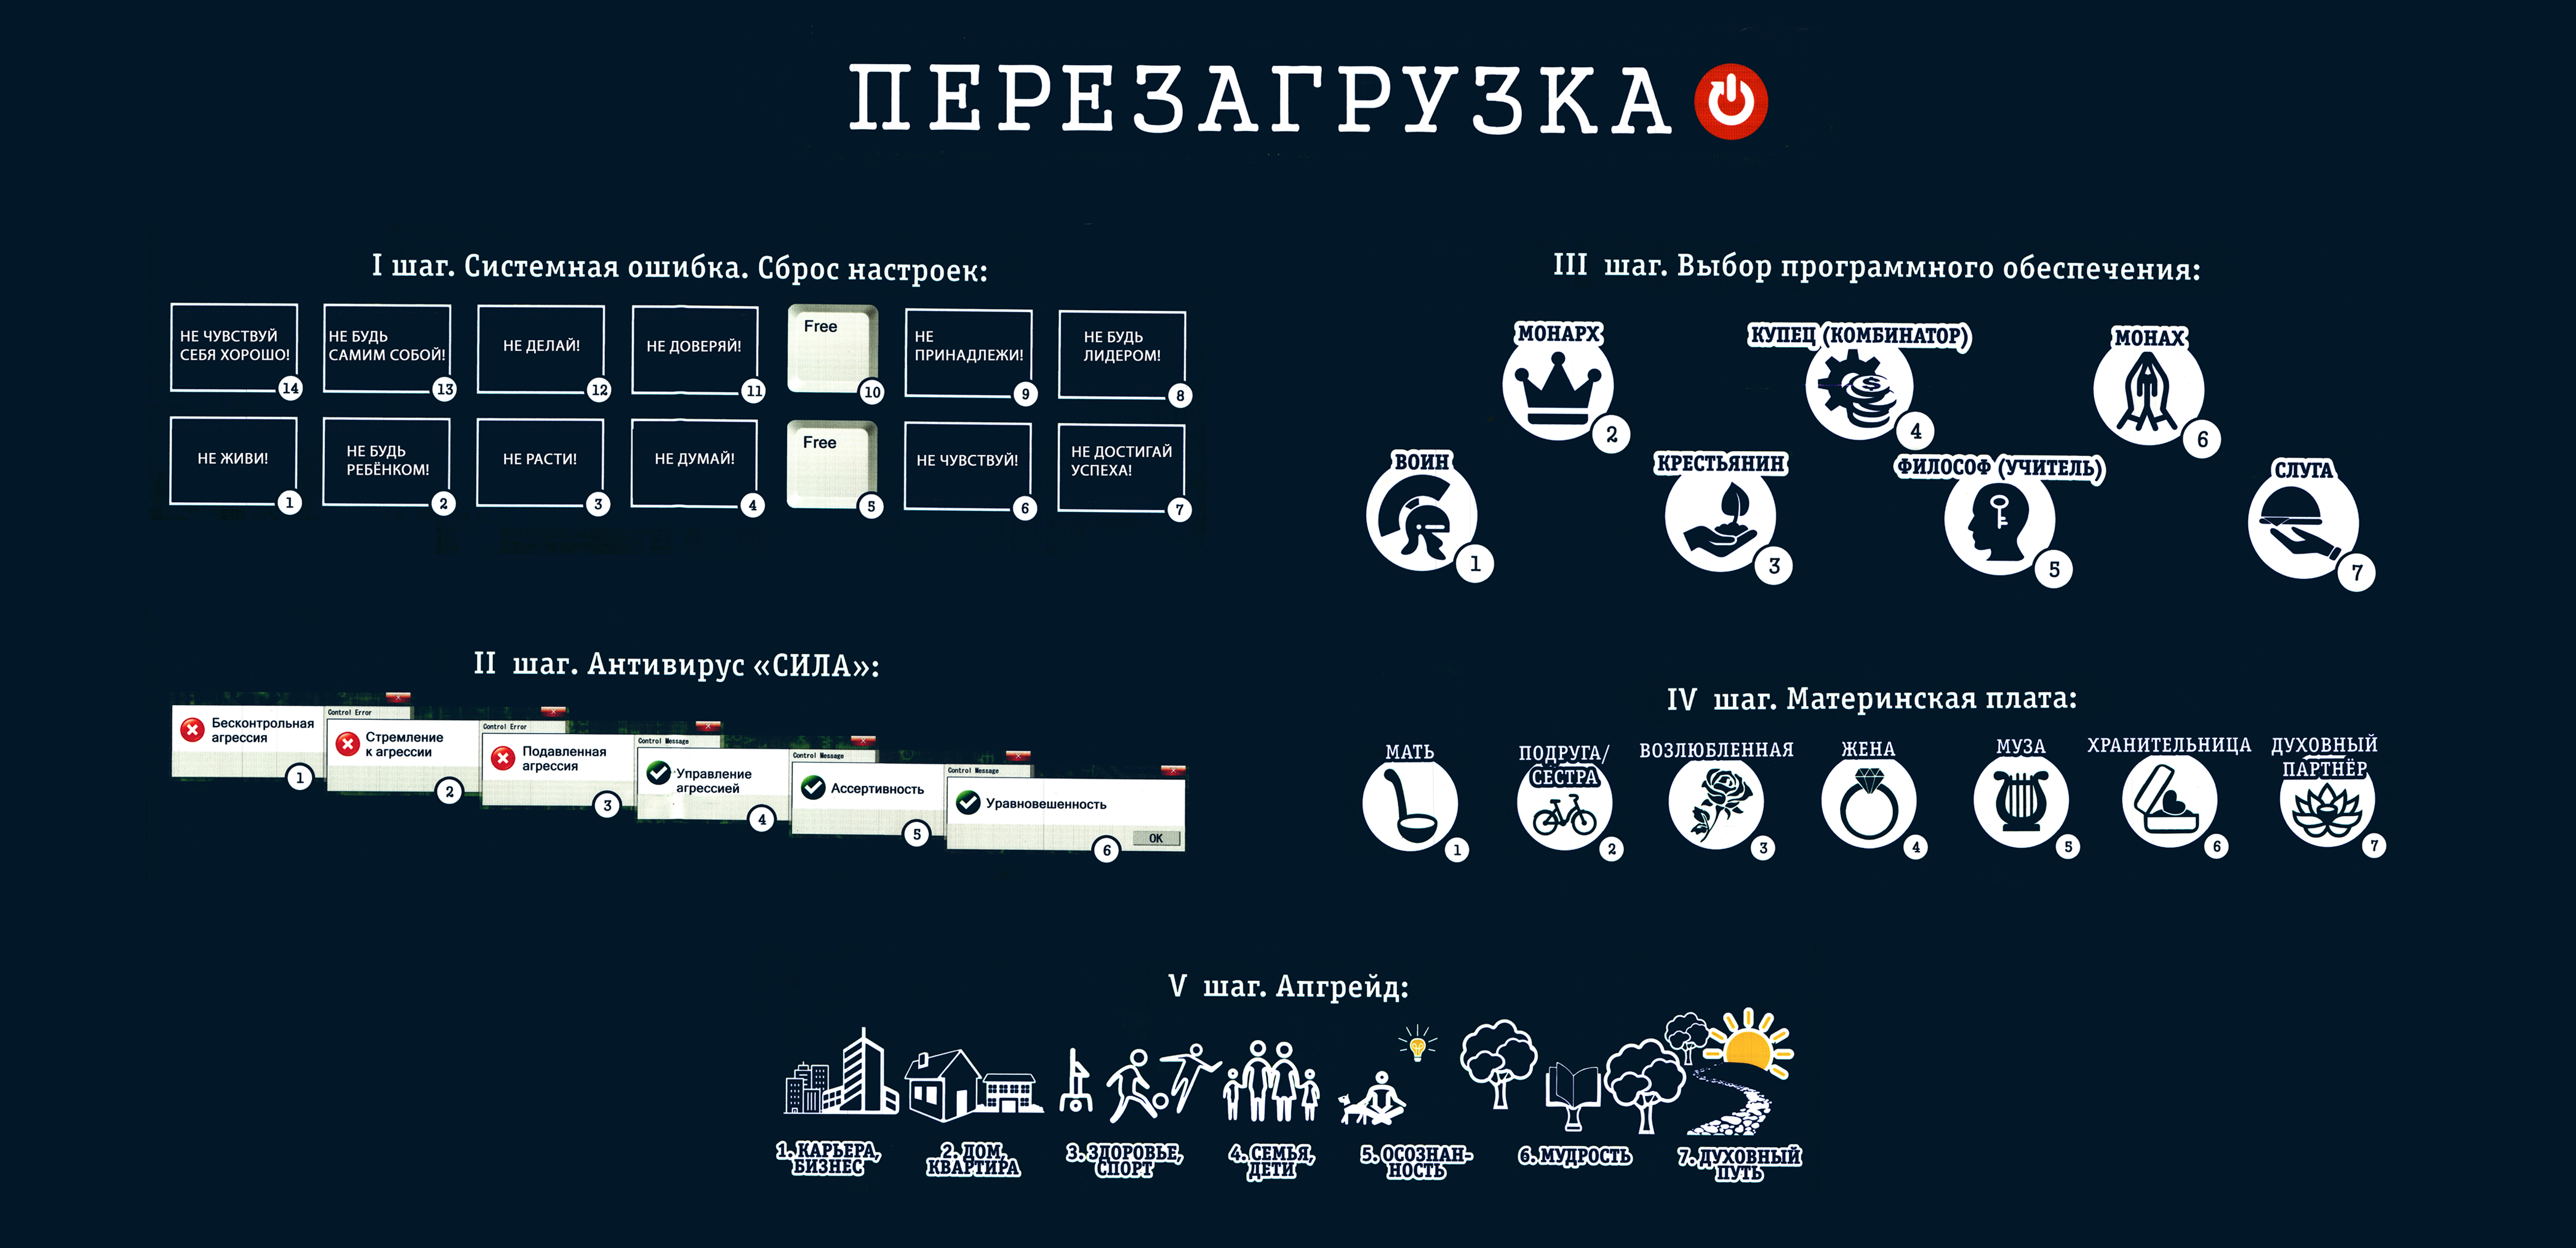 ПЕРЕЗАГРУЗКА
I шаг. Системная ошибка. Сброс настроек:
НЕ ЧУВСТВУЙ
СЕБЯ ХОРОШО!
14
НЕ БУДЬ
САМИМ СОБОЙ!
13
НЕ ДЕЛАЙ!
12
НЕ ДОВЕРЯЙ!
11
Free
10
НЕ
ПРИНАДЛЕЖИ!
9
НЕ БУДЬ
ЛИДЕРОМ!
8
НЕ ЖИВИ!
1
НЕ БУДЬ
РЕБЁНКОМ!
2
НЕ РАСТИ!
3
НЕ ДУМАЙ!
4
Free
5
НЕ ЧУВСТВУЙ!
6
НЕ ДОСТИГАЙ
УСПЕХА!
7
II шаг. Антивирус «СИЛА»:
Бесконтрольная
агрессия
1
Control Error
Стремление
к агрессии
2
Control Error
Подавленная
агрессия
3
Control Message
Управление
агрессией
4
Control Message
Ассертивность
5
Control Message
Уравновешенность
6
OK
III шаг. Выбор программного обеспечения:
МОНАРХ
2
КУПЕЦ (КОМБИНАТОР)
$
4
МОНАХ
6
ВОИН
1
КРЕСТЬЯНИН
3
ФИЛОСОФ (УЧИТЕЛЬ)
5
СЛУГА
7
IV шаг. Материнская плата:
МАТЬ
1
ПОДРУГА/
СЕСТРА
2
ВОЗЛЮБЛЕННАЯ
3
ЖЕНА
4
МУЗА
5
ХРАНИТЕЛЬНИЦА
6
ДУХОВНЫЙ
ПАРТНЁР
7
V шаг. Апгрейд:
1. КАРЬЕРА,
БИЗНЕС
2. ДОМ,
КВАРТИРА
3. ЗДОРОВЬЕ,
СПОРТ
4. СЕМЬЯ,
ДЕТИ
5. ОСОЗНАН-
НОСТЬ
6. МУДРОСТЬ
7. ДУХОВНЫЙ
ПУТЬ